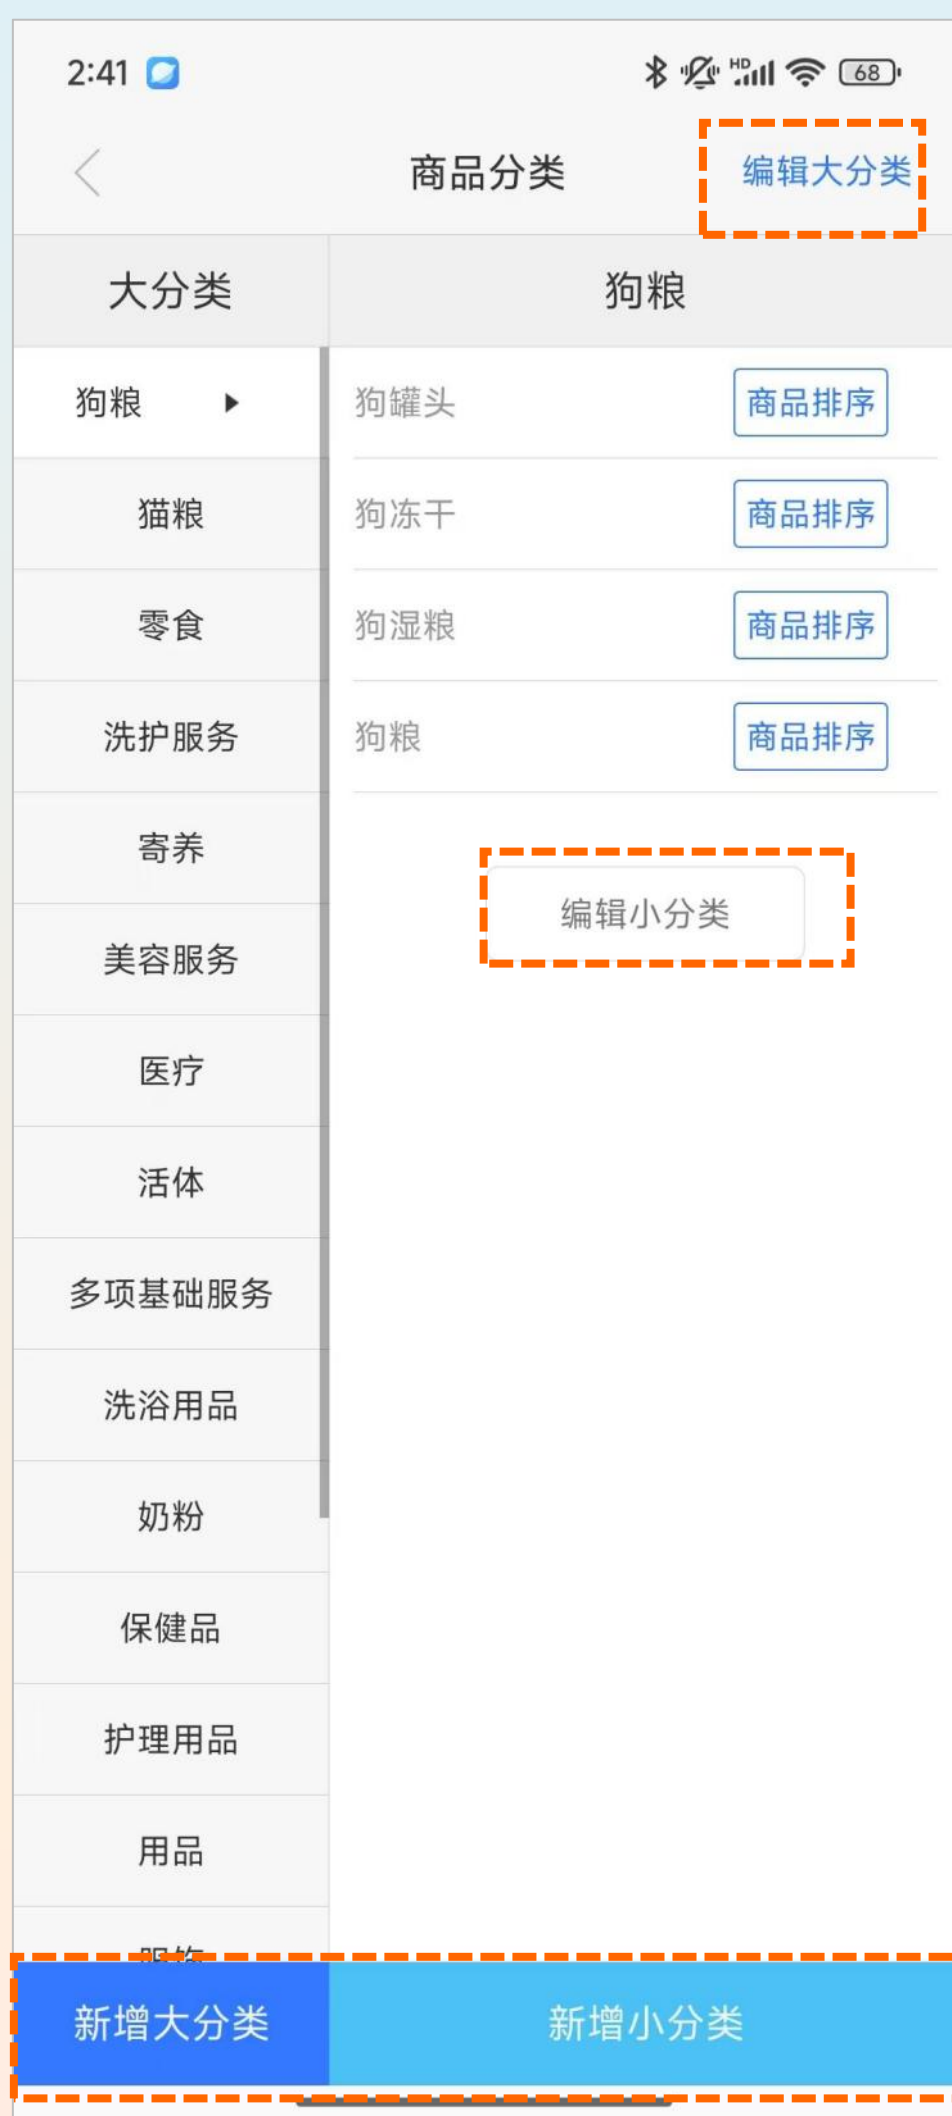 2:41
HD
68
商品分类
编辑大分类
大分类
狗粮
狗粮
狗罐头
商品排序
猫粮
狗冻干
商品排序
零食
狗湿粮
商品排序
洗护服务
狗粮
商品排序
寄养
编辑小分类
美容服务
医疗
活体
多项基础服务
洗浴用品
奶粉
保健品
护理用品
用品
新增大分类
新增小分类